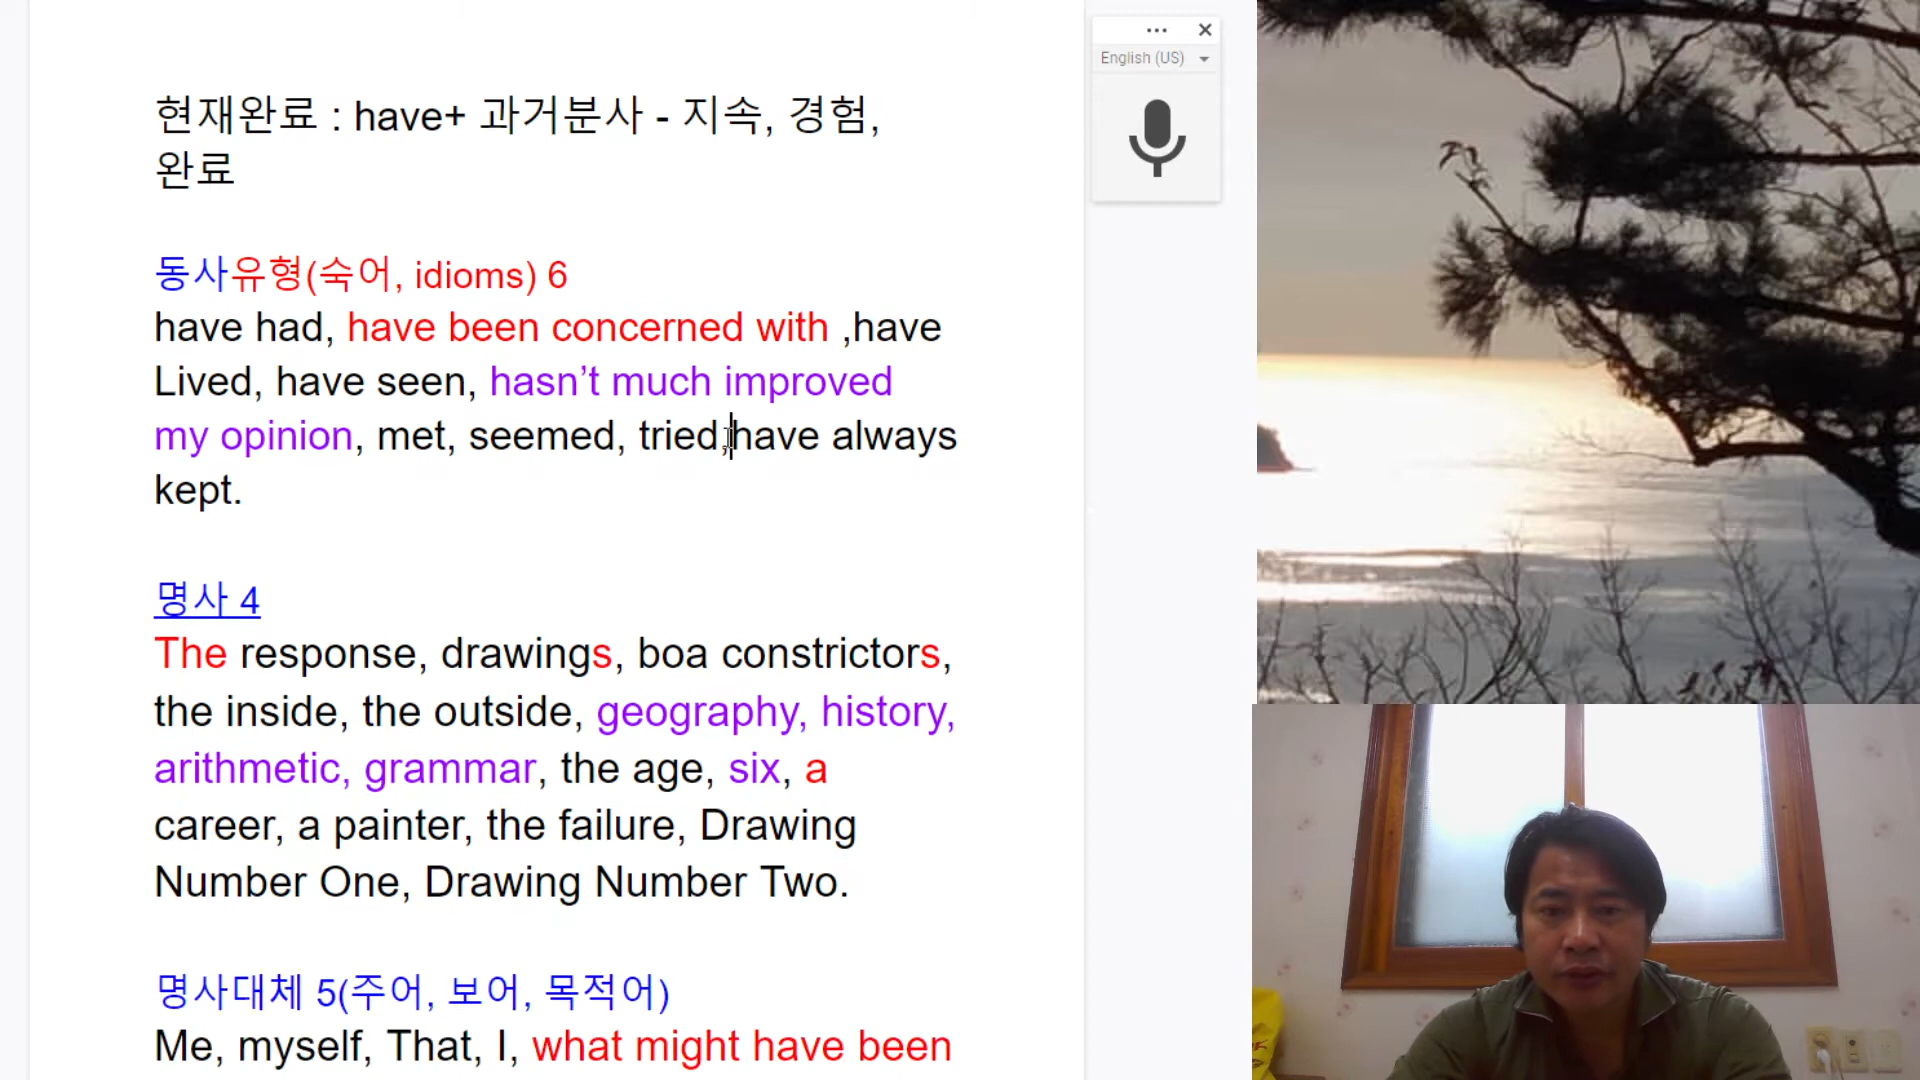 현재완료 : have+ 과거분사 - 지속, 경험,
완료
English (US)
동사유형(숙어, idioms) 6
have had, have been concerned with ,have
Lived, have seen, hasn’t much improved
my opinion, met, seemed, tried,have always
kept.
명사 4
The response, drawings, boa constrictors,
the inside, the outside, geography, history,
arithmetic, grammar, the age, six, a
career, a painter, the failure, Drawing
Number One, Drawing Number Two.
명사대체 5(주어, 보어, 목적어)
Me, myself, That, I, what might have been